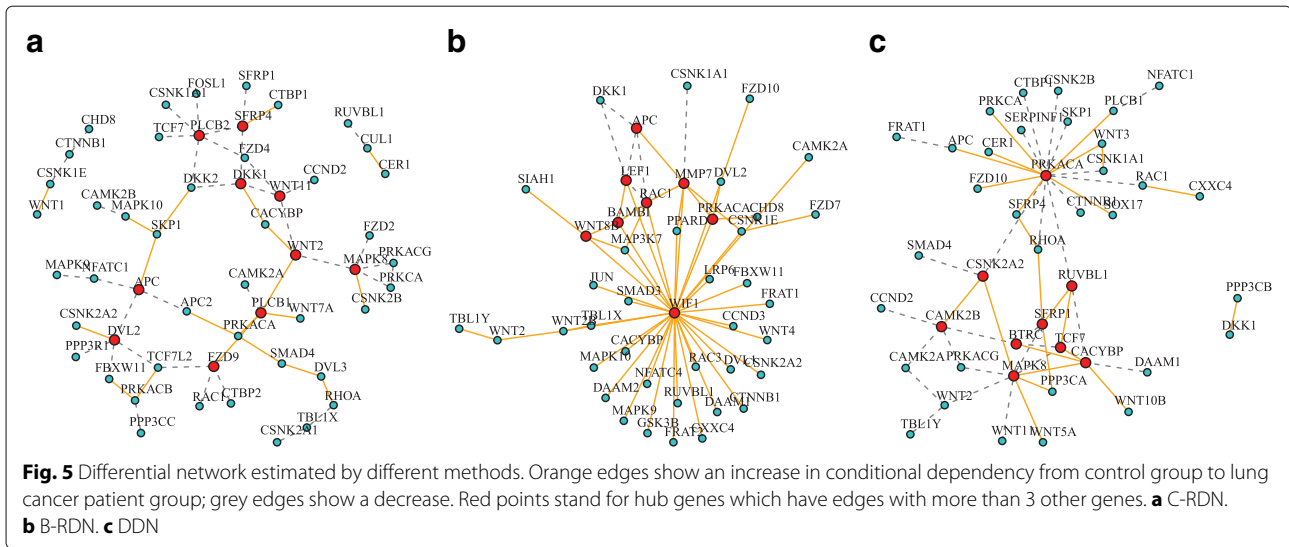 a
b
c
FOSL1
SFRP1
CSNK1A1
CTBP1
SFRP4
TCF7
PLCB2
RUVBL1
CHD8
CTNNB1
FZD4
CUL1
CSNK1E
DKK2
DKK1
CCND2
CER1
WNT11
CAMK2B
MAPK10
WNT1
CACYBP
SKP1
FZD2
WNT2
PRKACG
MAPK8
MAPK9
NFATC1
CAMK2A
PRKCA
APC
CSNK2B
APC2
PLCB1
WNT7A
CSNK2A2
PRKACA
DVL2
PPP3R1
TCF7L2
FZD9
SMAD4
FBXW11
DVL3
PRKACB
RAC1
CTBP2
RHOA
PPP3CC
TBL1X
CSNK2A1
CSNK1A1
DKK1
FZD10
APC
CAMK2A
LEF1
MMP7
DVL2
SIAH1
RAC1
BAMBI
PRKACA
CHD8
FZD7
WNT8B
PPARD
CSNK1E
MAP3K7
JUN
LRP6
FBXW11
SMAD3
WIF1
FRAT1
TBL1Y
WNT2
WNT2B
TBL1X
CCND3
WNT4
CACYBP
MAPK10
RAC3
DVL1
CSNK2A2
NFATC4
DAAM2
RUVBL1
DAAM1
CTNNB1
MAPK9
GSK3B
FRAT2
CXXC4
CTBP1
CSNK2B
NFATC1
PRKCA
PLCB1
SERPINF1
SKP1
FRAT1
APC
WNT3
CER1
PRKACA
CSNK1A1
FZD10
RAC1
CXXC4
SFRP4
CTNNB1
SOX17
SMAD4
RHOA
CSNK2A2
RUVBL1
PPP3CB
CCND2
CAMK2B
SFRP1
DKK1
BTRC
TCF7
CAMK2A
PRKACG
MAPK8
CACYBP
DAAM1
PPP3CA
WNT2
WNT10B
TBL1Y
WNT11
WNT5A
Fig. 5 Differential network estimated by different methods. Orange edges show an increase in conditional dependency from control group to lung
cancer patient group; grey edges show a decrease. Red points stand for hub genes which have edges with more than 3 other genes. a C-RDN.
b B-RDN. c DDN